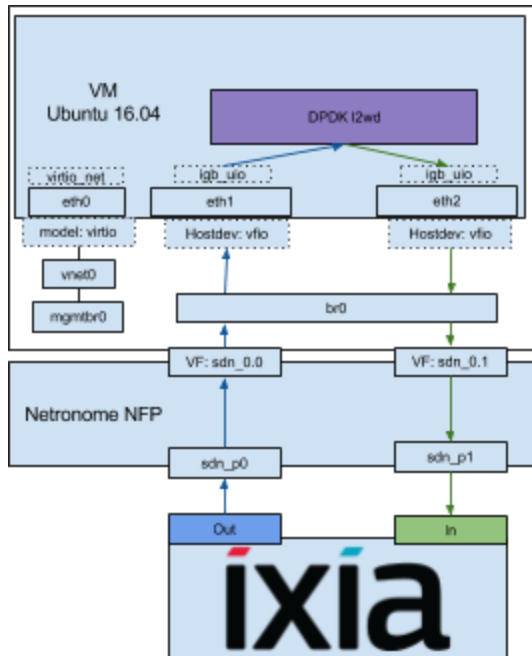 VM
Ubuntu 16.04
DPDK l2wd
virtio_net
igb_uio
igb_uio
eth0
eth1
eth2
model: virtio
Hostdev: vfio
Hostdev: vfio
vnet0
mgmtbr0
br0
VF: sdn_0.0
VF: sdn_0.1
Netronome NFP
sdn_p0
sdn_p1
Out
In
ixia